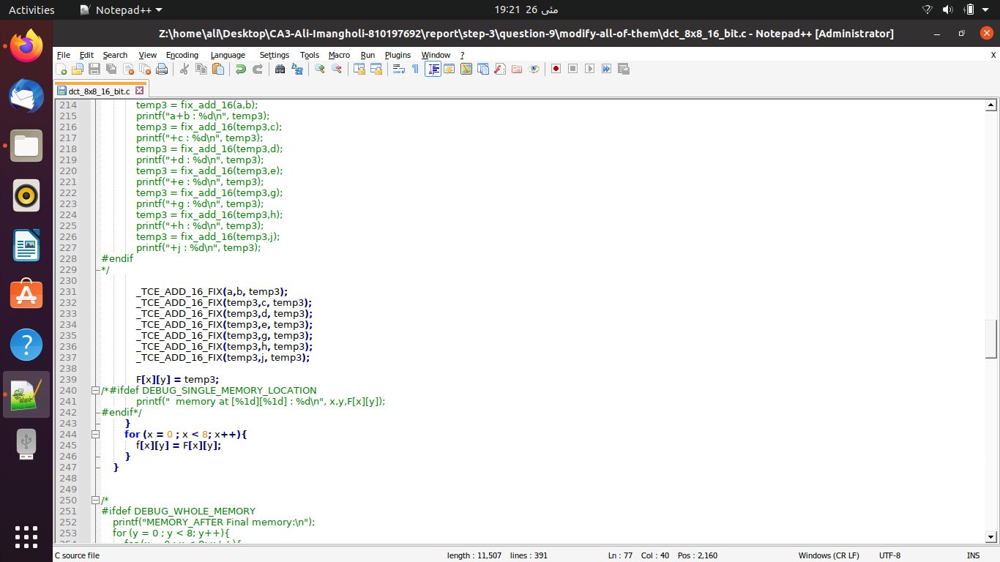 Activities Notepad++ 19:21 26 مئی
Z:\home\ali\Desktop\CA3-Ali-Imangholi-810197692\report\step-3\question-9\modify-all-of-them\dct_8x8_16_bit.c - Notepad++ [Administrator]
File Edit Search View Encoding Language Settings Tools Macro Run Plugins Window ? X
dct_8x8_16_bit.c
214 temp3 = fix_add_16(a,b);
215 printf("a+b : %d\n", temp3);
216 temp3 = fix_add_16(temp3,c);
217 printf("+c : %d\n", temp3);
218 temp3 = fix_add_16(temp3,d);
219 printf("+d : %d\n", temp3);
220 temp3 = fix_add_16(temp3,e);
221 printf("+e : %d\n", temp3);
222 temp3 = fix_add_16(temp3,g);
223 printf("+g : %d\n", temp3);
224 temp3 = fix_add_16(temp3,h);
225 printf("+h : %d\n", temp3);
226 temp3 = fix_add_16(temp3,j);
227 printf("+j : %d\n", temp3);
228 #endif
229 */
230
231 _TCE_ADD_16_FIX(a,b, temp3);
232 _TCE_ADD_16_FIX(temp3,c, temp3);
233 _TCE_ADD_16_FIX(temp3,d, temp3);
234 _TCE_ADD_16_FIX(temp3,e, temp3);
235 _TCE_ADD_16_FIX(temp3,g, temp3);
236 _TCE_ADD_16_FIX(temp3,h, temp3);
237 _TCE_ADD_16_FIX(temp3,j, temp3);
238
239 F[x][y] = temp3;
240 /*#ifdef DEBUG_SINGLE_MEMORY_LOCATION
241 printf("  memory at [%1d][%1d] : %d\n", x,y,F[x][y]);
242 #endif*/
243 }
244 for (x = 0 ; x < 8; x++){
245 f[x][y] = F[x][y];
246 }
247 }
248
249
250 /*
251 #ifdef DEBUG_WHOLE_MEMORY
252 printf("MEMORY_AFTER Final memory:\n");
253 for (y = 0 ; y < 8; y++){
C source file length : 11,507 lines : 391 Ln : 77 Col : 40 Pos : 2,160 Windows (CR LF) UTF-8 INS